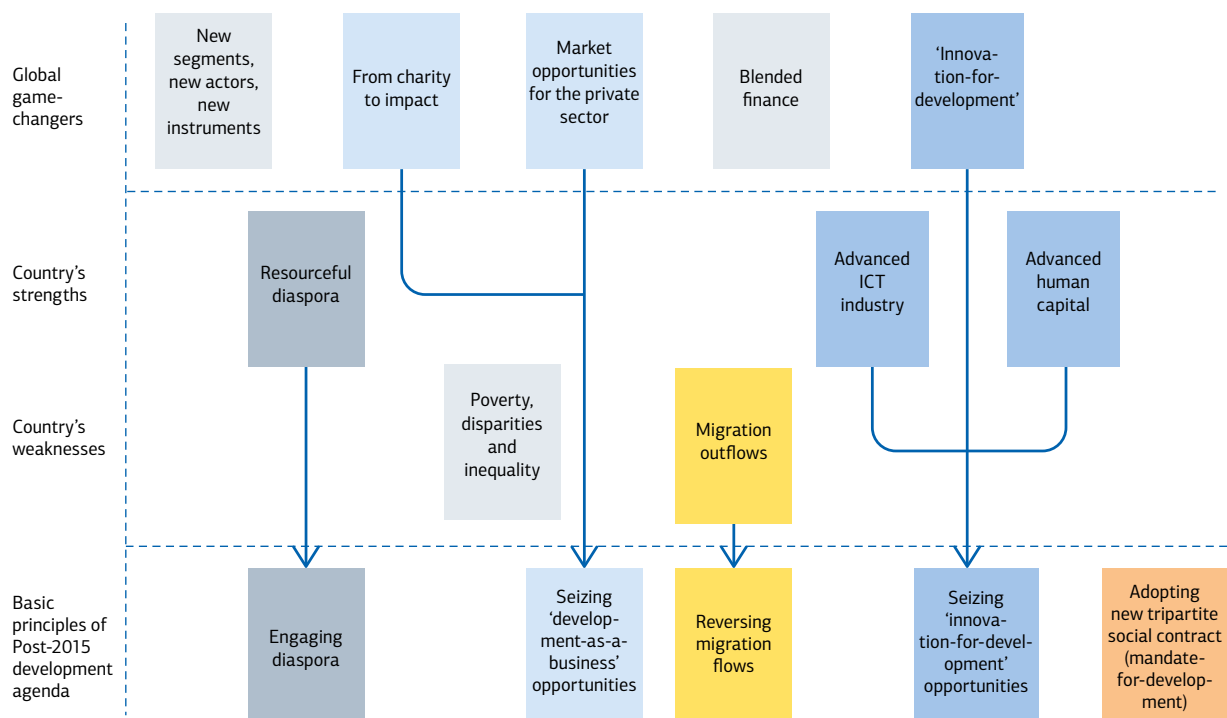 Global
game-
changers
New
segments,
new actors,
new
instruments
From charity
to impact
Market
opportunities
for the private
sector
Blended
finance
‘Innova-
tion-for-
development’
Country’s
strengths
Resourceful
diaspora
Advanced
ICT
industry
Advanced
human
capital
Country’s
weaknesses
Poverty,
disparities
and
inequality
Migration
outflows
Basic
principles of
Post-2015
development
agenda
Engaging
diaspora
Seizing
‘develop-
ment-as-a-
business’
opportunities
Reversing
migration
flows
Seizing
‘innova-
tion-for-devel-
opment’
opportunities
Adopting
new tripartite
social contract
(mandate-
for-develop-
ment)